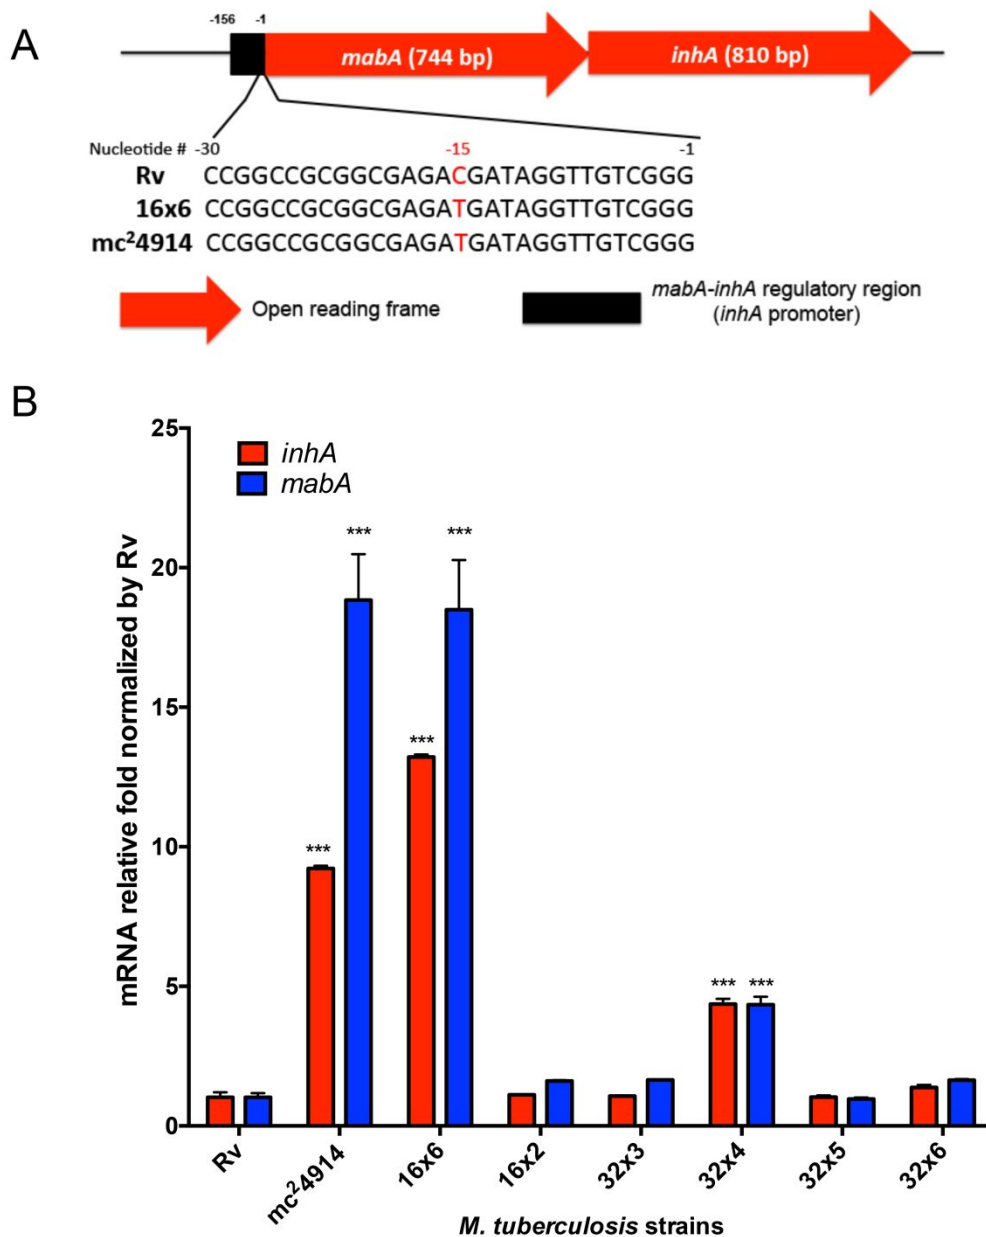 A
-156 -1
mabA (744 bp) inhA (810 bp)
Nucleotide # -30 -15 -1
Rv CCGGCCGCGGCGAGACGATAGGTTGTCGGG
16x6 CCGGCCGCGGCGAGATGATAGGTTGTCGGG
mc²4914 CCGGCCGCGGCGAGATGATAGGTTGTCGGG
Open reading frame
mabA-inhA regulatory region
(inhA promoter)
B
mRNA relative fold normalized by Rv
25
20
15
10
5
0
inhA
mabA
*** ***
***
***
*** ***
Rv mc²4914 16x6 16x2 32x3 32x4 32x5 32x6
M. tuberculosis strains